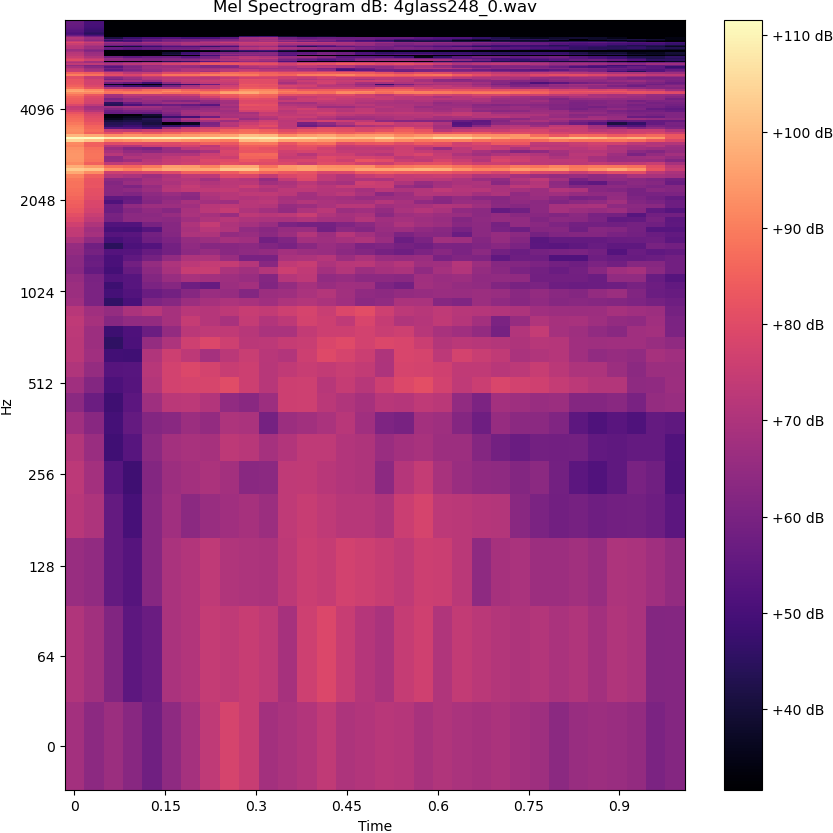 Mel Spectrogram dB: 4glass248_0.wav
+110 dB
4096
+100 dB
2048
+90 dB
1024
+80 dB
512
Hz
+70 dB
256
+60 dB
128
+50 dB
64
+40 dB
0
0 0.15 0.3 0.45 0.6 0.75 0.9
Time